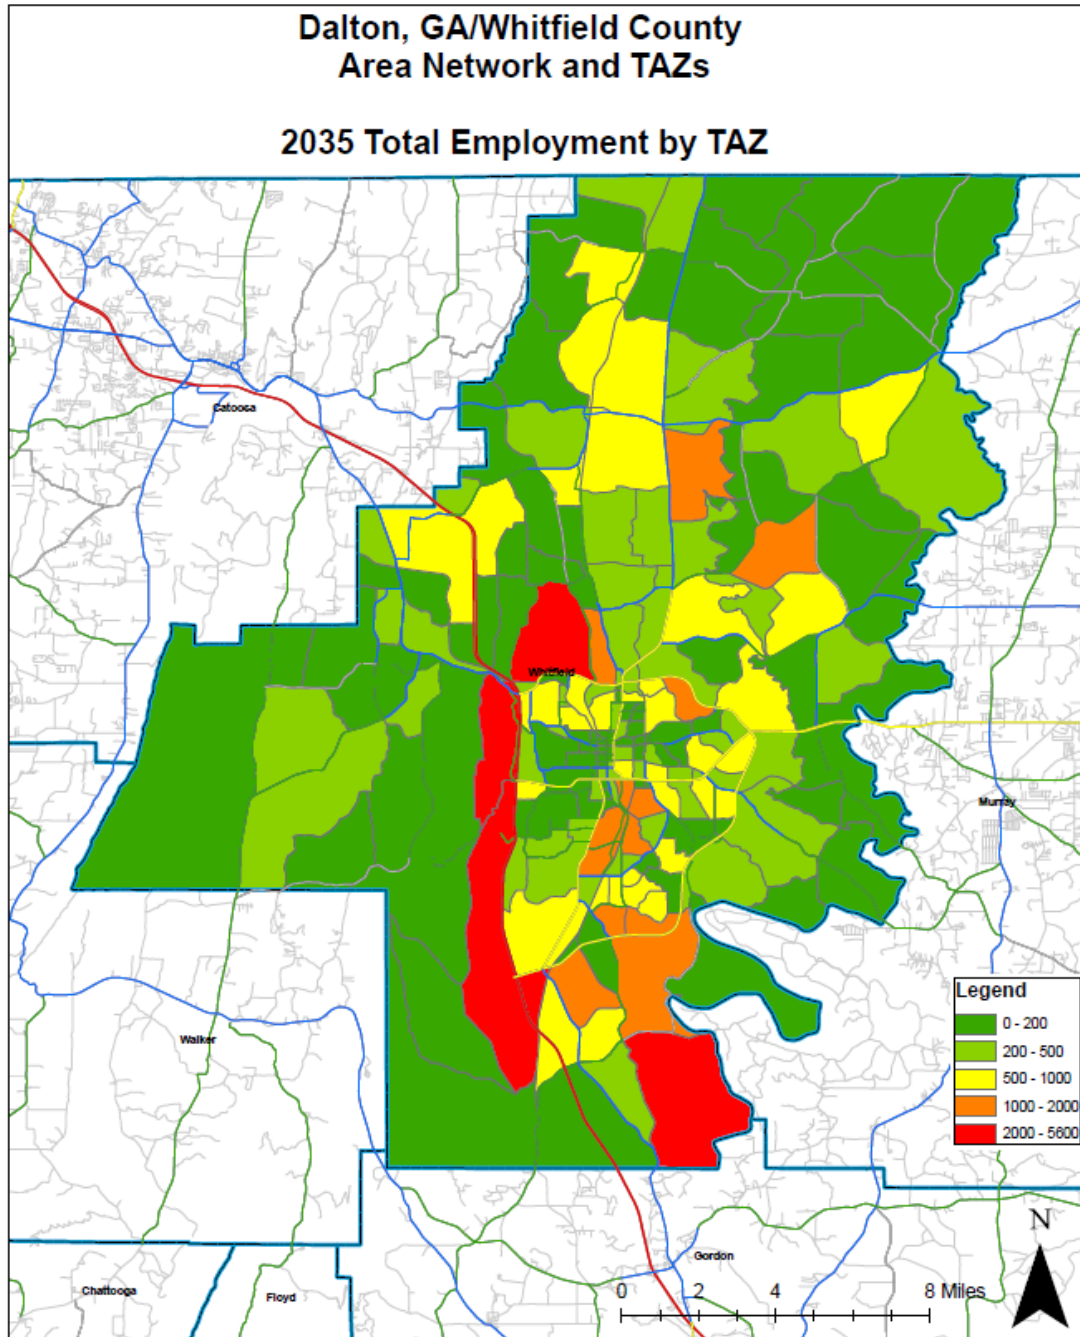 Dalton, GA/Whitfield County
Area Network and TAZs
2035 Total Employment by TAZ
Catoosa
Whitfield
Murray
Legend
0 - 200
200 - 500
500 - 1000
1000 - 2000
2000 - 5600
Walker
N
Gordon
Chattooga
Floyd
0 2 4 8 Miles